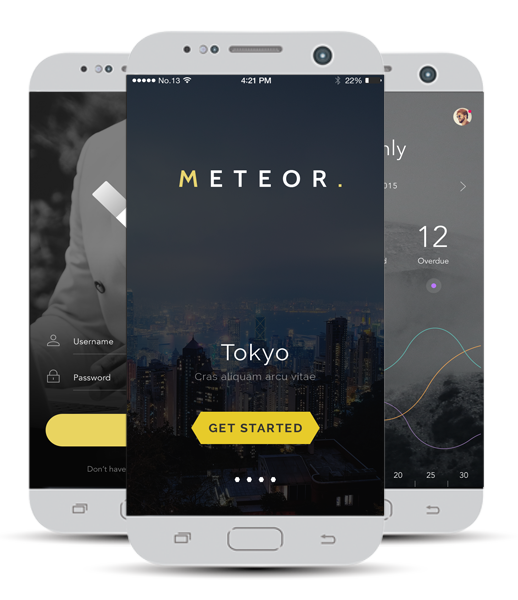 No.13
4:21 PM
22%
METEOR.
Tokyo
Cras aliquam arcu vitae
GET STARTED
Username
Password
Don't have
nly
015
12
d
Overdue
20 25 30